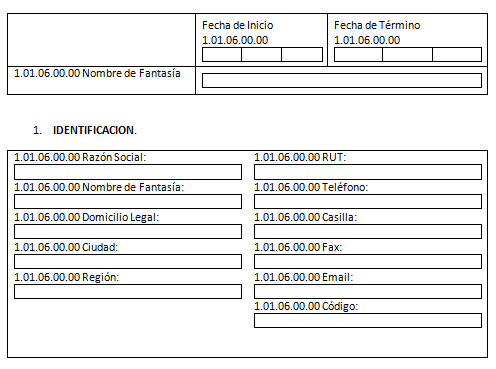 Fecha de Inicio
1.01.06.00.00
Fecha de Término
1.01.06.00.00
1.01.06.00.00 Nombre de Fantasía
1. IDENTIFICACION.
1.01.06.00.00 Razón Social:
1.01.06.00.00 RUT:
1.01.06.00.00 Nombre de Fantasía:
1.01.06.00.00 Teléfono:
1.01.06.00.00 Domicilio Legal:
1.01.06.00.00 Casilla:
1.01.06.00.00 Ciudad:
1.01.06.00.00 Fax:
1.01.06.00.00 Región:
1.01.06.00.00 Email:
1.01.06.00.00 Código: